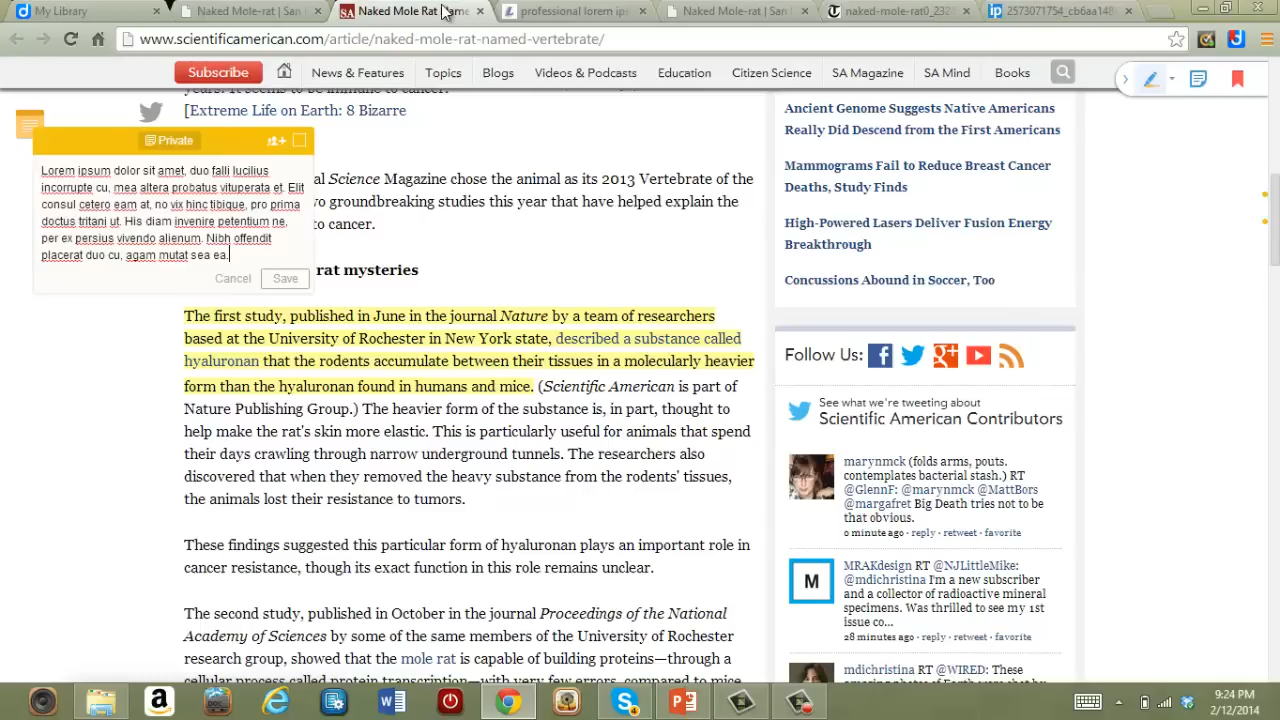 My Library
Naked Mole-rat | San
Naked Mole Rat
professional lorem ips
Naked Mole-rat | San
naked-mole-rat0_2328
2573071754_cb6aa148
www.scientificamerican.com/article/naked-mole-rat-named-vertebrate/
Subscribe
News & Features
Topics
Blogs
Videos & Podcasts
Education
Citizen Science
SA Magazine
SA Mind
Books
[Extreme Life on Earth: 8 Bizarre
Private
Lorem ipsum dolor sit amet, duo falli lucilius
incorrupte cu, mea altera probatus vituperata et. Elit
consul cetero eam at, no vix hinc tibique, pro prima
doctus tritani ut. His diam invenire petentium ne,
per ex persius vivendo alienum. Nibh offendit
placerat duo cu, agam mutat sea ea.
Cancel
Save
al Science Magazine chose the animal as its 2013 Vertebrate of the
vo groundbreaking studies this year that have helped explain the
to cancer.
rat mysteries
The first study, published in June in the journal Nature by a team of researchers
based at the University of Rochester in New York state, described a substance called
hyaluronan that the rodents accumulate between their tissues in a molecularly heavier
form than the hyaluronan found in humans and mice. (Scientific American is part of
Nature Publishing Group.) The heavier form of the substance is, in part, thought to
help make the rat's skin more elastic. This is particularly useful for animals that spend
their days crawling through narrow underground tunnels. The researchers also
discovered that when they removed the heavy substance from the rodents' tissues,
the animals lost their resistance to tumors.
These findings suggested this particular form of hyaluronan plays an important role in
cancer resistance, though its exact function in this role remains unclear.
The second study, published in October in the journal Proceedings of the National
Academy of Sciences by some of the same members of the University of Rochester
research group, showed that the mole rat is capable of building proteins—through a
Ancient Genome Suggests Native Americans
Really Did Descend from the First Americans
Mammograms Fail to Reduce Breast Cancer
Deaths, Study Finds
High-Powered Lasers Deliver Fusion Energy
Breakthrough
Concussions Abound in Soccer, Too
Follow Us:
See what we're tweeting about
Scientific American Contributors
marynmck (folds arms, pouts.
contemplates bacterial stash.) RT
@GlennF: @marynmck @MattBors
@margafret Big Death tries not to be
that obvious.
0 minute ago · reply · retweet · favorite
M
MRAKdesign RT @NJLittleMike:
@mdichristina I'm a new subscriber
and a collector of radioactive mineral
specimens. Was thrilled to see my 1st
issue co...
28 minutes ago · reply · retweet · favorite
mdichristina RT @WIRED: These
9:24 PM
2/12/2014